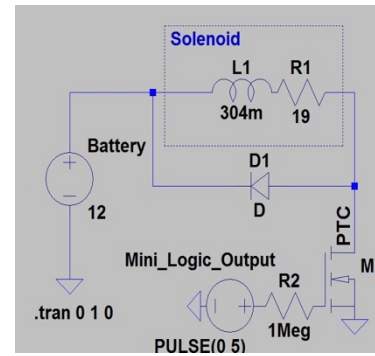 Solenoid
L1
R1
304m
19
Battery
D1
D
12
PTC
Mini_Logic_Output
M
R2
.tran 0 1 0
1Meg
PULSE(0 5)